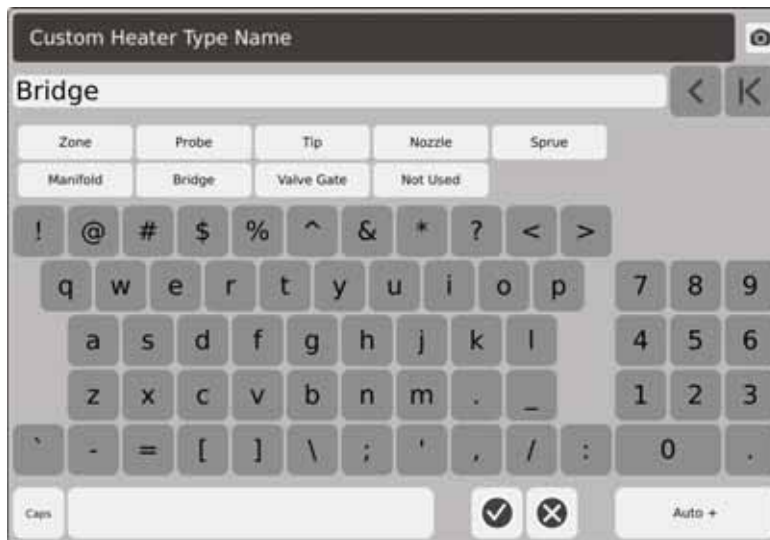 Custom Heater Type Name
Bridge
Zone Probe Tip Nozzle Sprue
Manifold Bridge Valve Gate Not Used
! @ # $ % ^ & * ? < >
q w e r t y u i o p 7 8 9
a s d f g h j k l 4 5 6
z x c v b n m . _ 1 2 3
` - = [ ] \ ; ' , / : 0 .
Caps Auto +